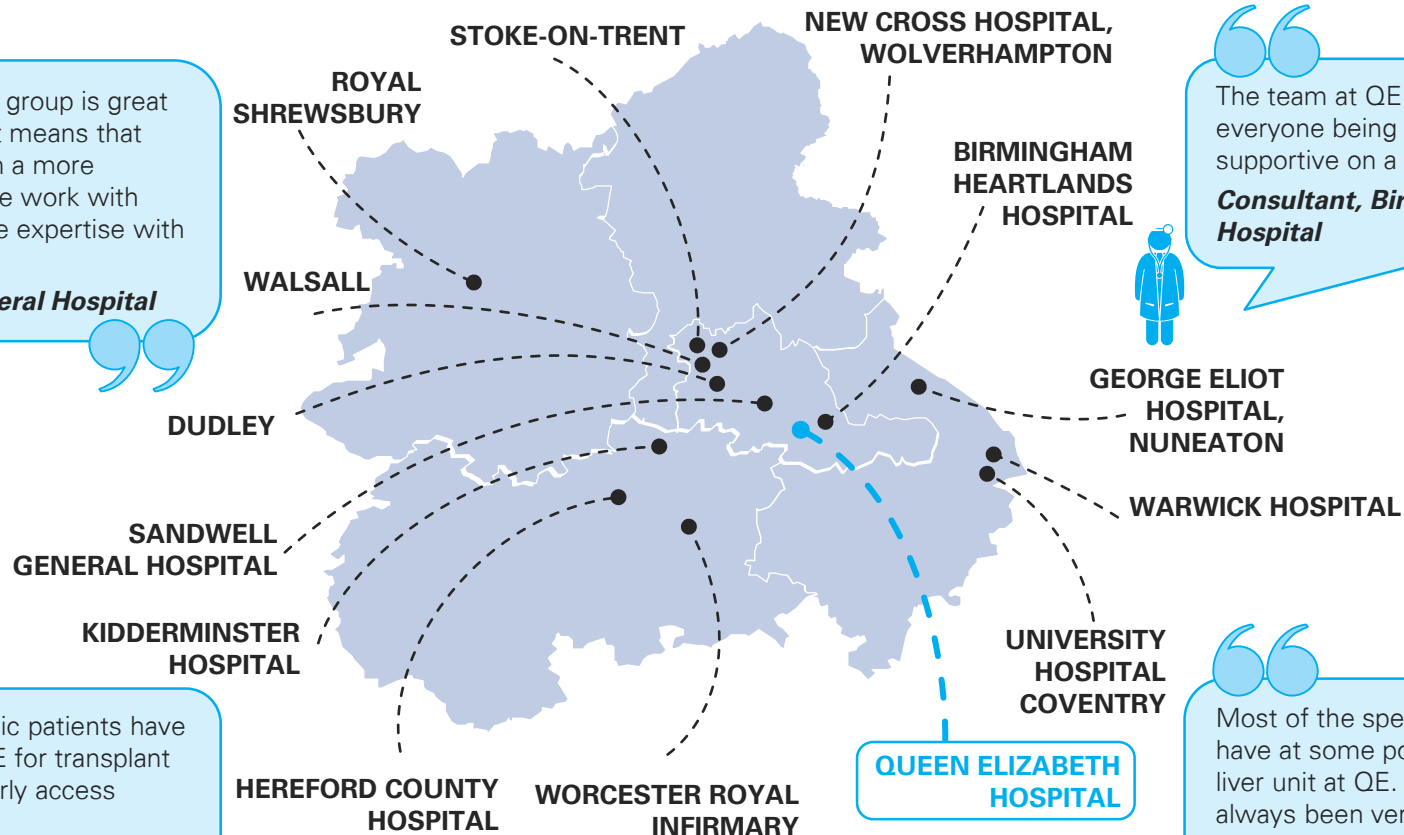 STOKE-ON-TRENT
NEW CROSS HOSPITAL,
WOLVERHAMPTON
ROYAL
SHREWSBURY
group is great
t means that
a more
e work with
e expertise with
eral Hospital
The team at QE
everyone being
supportive on a
Consultant, Bir
Hospital
BIRMINGHAM
HEARTLANDS
HOSPITAL
WALSALL
GEORGE ELIOT
HOSPITAL,
NUNEATON
DUDLEY
WARWICK HOSPITAL
SANDWELL
GENERAL HOSPITAL
KIDDERMINSTER
HOSPITAL
UNIVERSITY
HOSPITAL
COVENTRY
ic patients have
E for transplant
rly access
HEREFORD COUNTY
HOSPITAL
WORCESTER ROYAL
INFIRMARY
QUEEN ELIZABETH
HOSPITAL
Most of the spe
have at some po
liver unit at QE.
always been ver